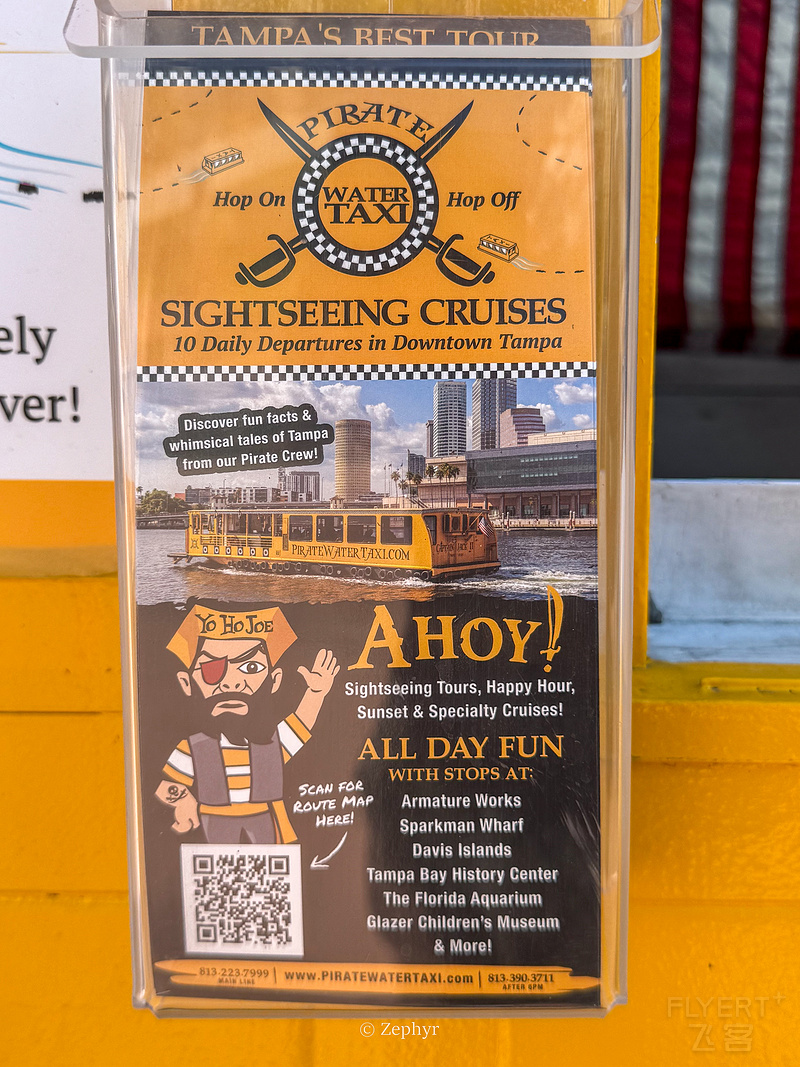 TAMPA'S BEST TOUR
PIRATE
Hop On
WATER
TAXI
Hop Off
SIGHTSEEING CRUISES
10 Daily Departures in Downtown Tampa
ely
ver!
Discover fun facts &
whimsical tales of Tampa
from our Pirate Crew!
PIRATEWATERTAXI.COM
YO HO JOE
AHOY!
Sightseeing Tours, Happy Hour,
Sunset & Specialty Cruises!
ALL DAY FUN
WITH STOPS AT:
SCAN FOR
ROUTE MAP
HERE!
Armature Works
Sparkman Wharf
Davis Islands
Tampa Bay History Center
The Florida Aquarium
Glazer Children's Museum
& More!
813-223-7999 | WWW.PIRATEWATERTAXI.COM | 813-390-3711
MAIN LINE
AFTER 6PM
© Zephyr
FLYERT+
飞客